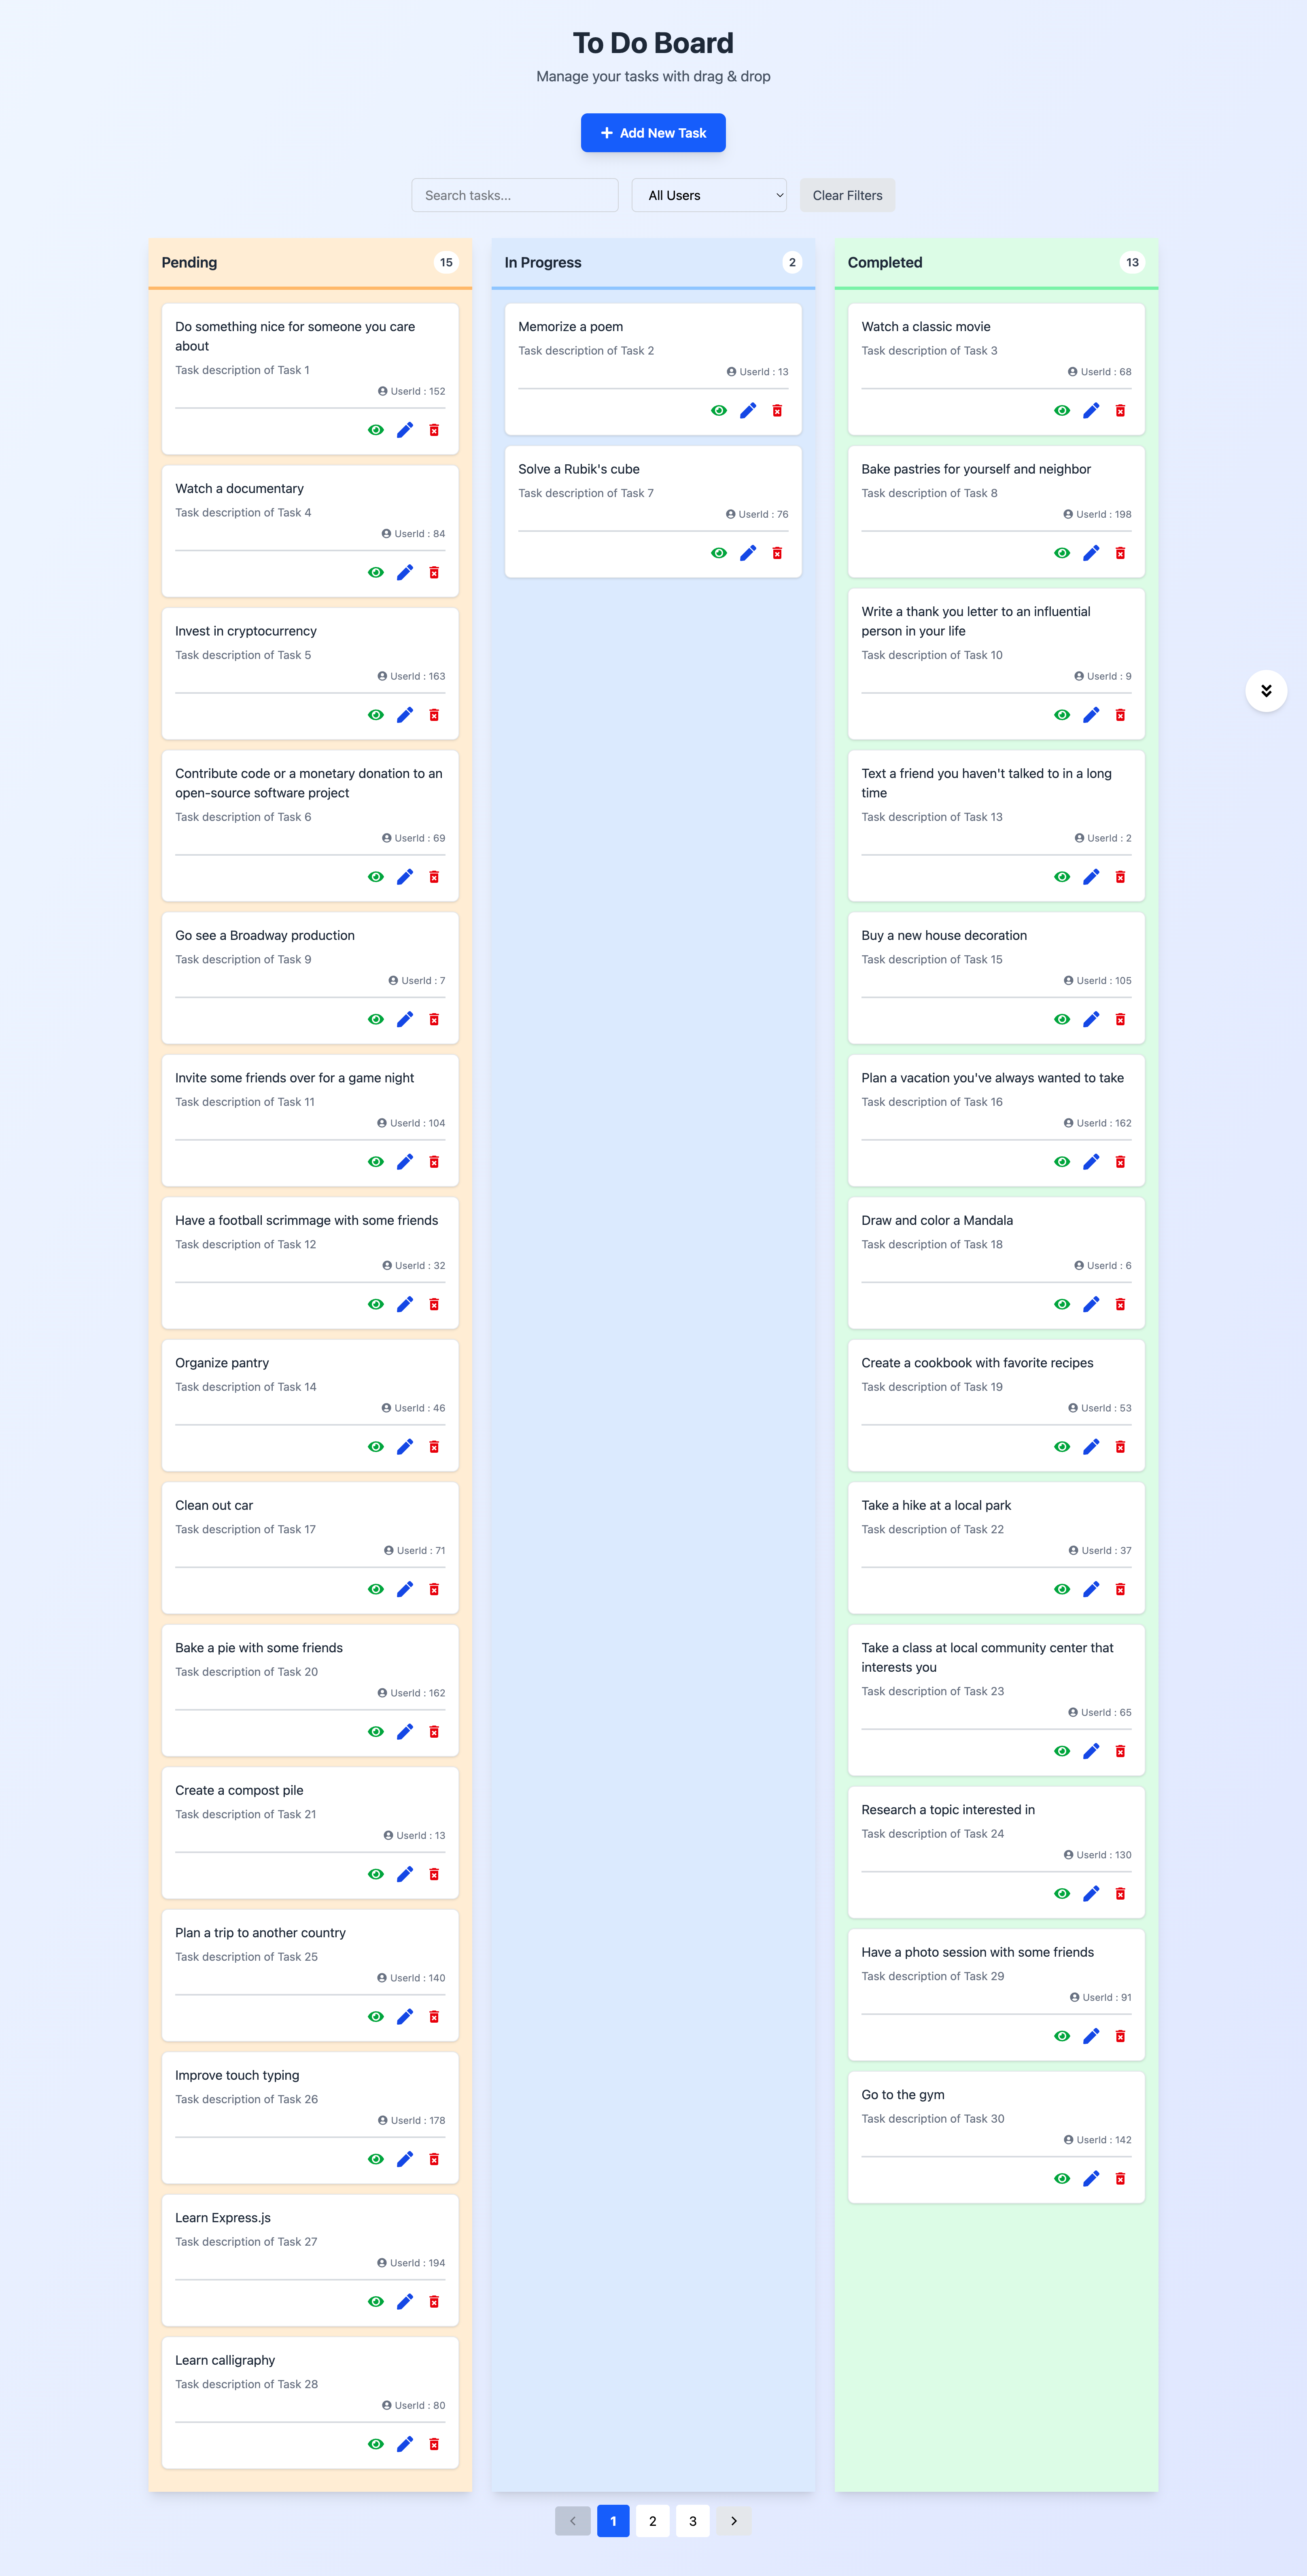 To Do Board
Manage your tasks with drag & drop
Add New Task
Search tasks...
All Users
Clear Filters
Pending
15
Do something nice for someone you care
about
Task description of Task 1
UserId : 152
Watch a documentary
Task description of Task 4
UserId : 84
Invest in cryptocurrency
Task description of Task 5
UserId : 163
Contribute code or a monetary donation to an
open-source software project
Task description of Task 6
UserId : 69
Go see a Broadway production
Task description of Task 9
UserId : 7
Invite some friends over for a game night
Task description of Task 11
UserId : 104
Have a football scrimmage with some friends
Task description of Task 12
UserId : 32
Organize pantry
Task description of Task 14
UserId : 46
Clean out car
Task description of Task 17
UserId : 71
Bake a pie with some friends
Task description of Task 20
UserId : 162
Create a compost pile
Task description of Task 21
UserId : 13
Plan a trip to another country
Task description of Task 25
UserId : 140
Improve touch typing
Task description of Task 26
UserId : 178
Learn Express.js
Task description of Task 27
UserId : 194
Learn calligraphy
Task description of Task 28
UserId : 80
In Progress
2
Memorize a poem
Task description of Task 2
UserId : 13
Solve a Rubik's cube
Task description of Task 7
UserId : 76
Completed
13
Watch a classic movie
Task description of Task 3
UserId : 68
Bake pastries for yourself and neighbor
Task description of Task 8
UserId : 198
Write a thank you letter to an influential
person in your life
Task description of Task 10
UserId : 9
Text a friend you haven't talked to in a long
time
Task description of Task 13
UserId : 2
Buy a new house decoration
Task description of Task 15
UserId : 105
Plan a vacation you've always wanted to take
Task description of Task 16
UserId : 162
Draw and color a Mandala
Task description of Task 18
UserId : 6
Create a cookbook with favorite recipes
Task description of Task 19
UserId : 53
Take a hike at a local park
Task description of Task 22
UserId : 37
Take a class at local community center that
interests you
Task description of Task 23
UserId : 65
Research a topic interested in
Task description of Task 24
UserId : 130
Have a photo session with some friends
Task description of Task 29
UserId : 91
Go to the gym
Task description of Task 30
UserId : 142
1
2
3